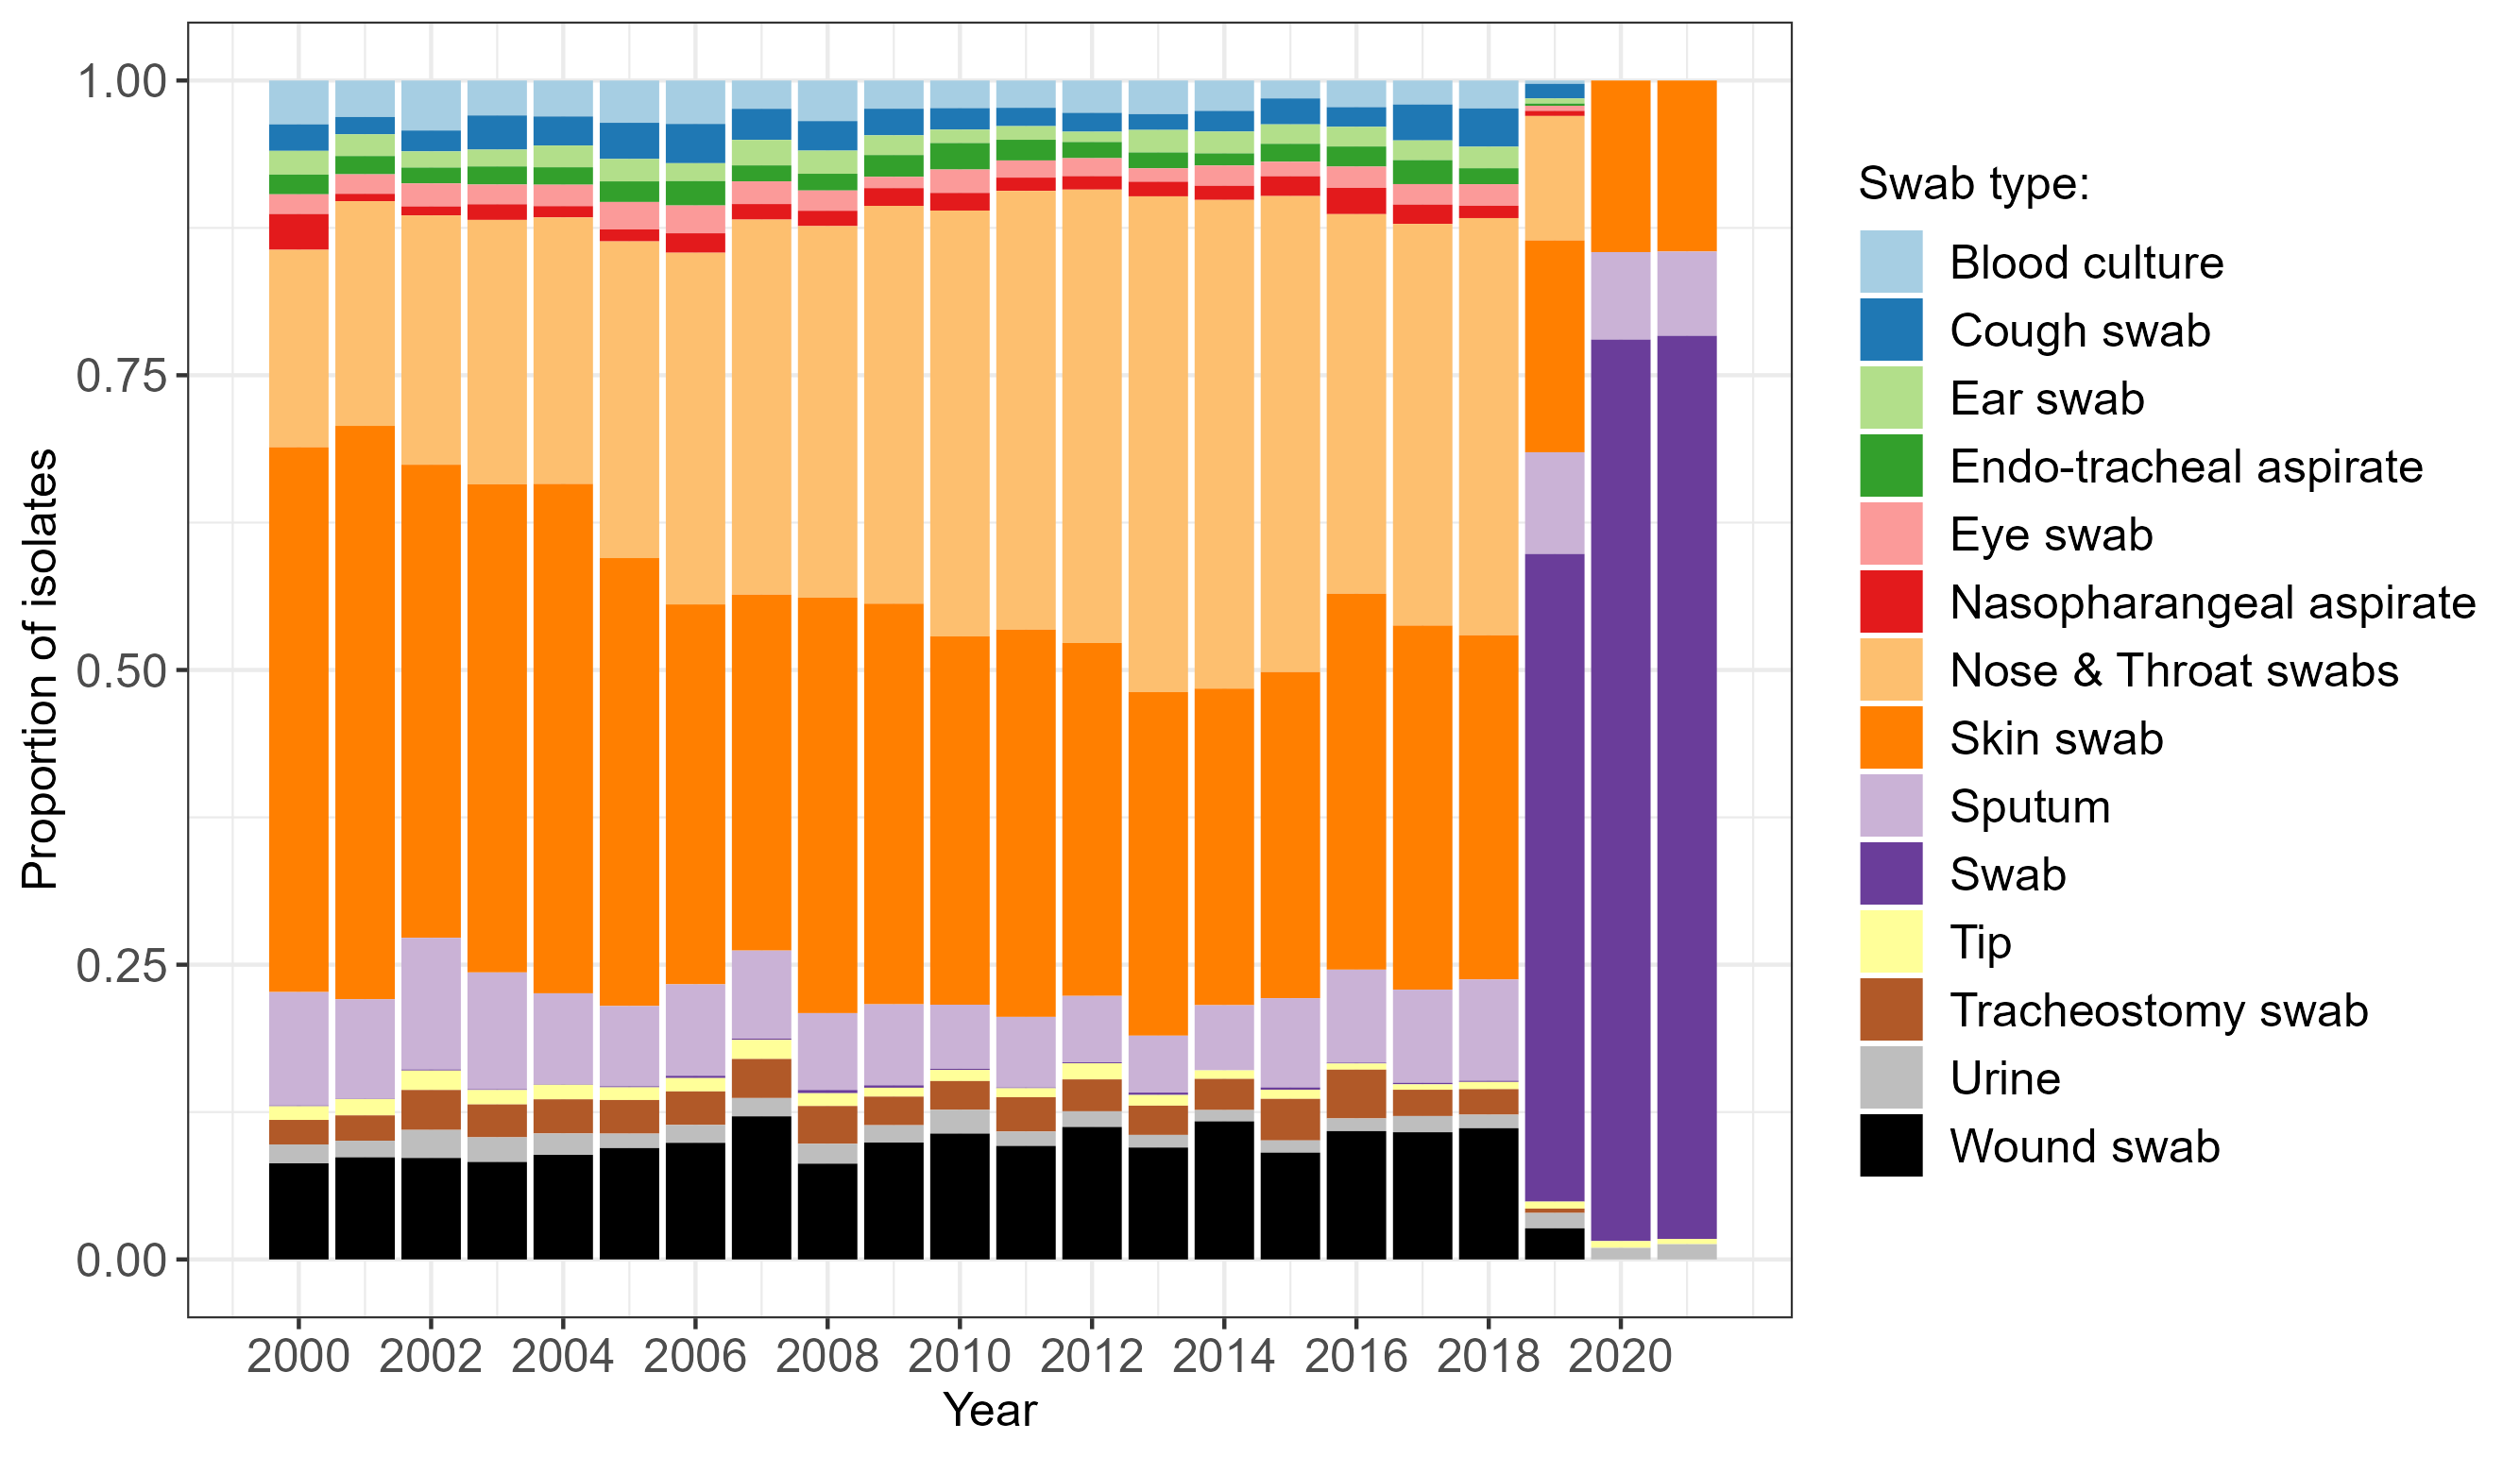 1.00
0.75
0.50
0.25
0.00
Proportion of isolates
2000 2002 2004 2006 2008 2010 2012 2014 2016 2018 2020
Year
Swab type:
Blood culture
Cough swab
Ear swab
Endo-tracheal aspirate
Eye swab
Nasopharangeal aspirate
Nose & Throat swabs
Skin swab
Sputum
Swab
Tip
Tracheostomy swab
Urine
Wound swab